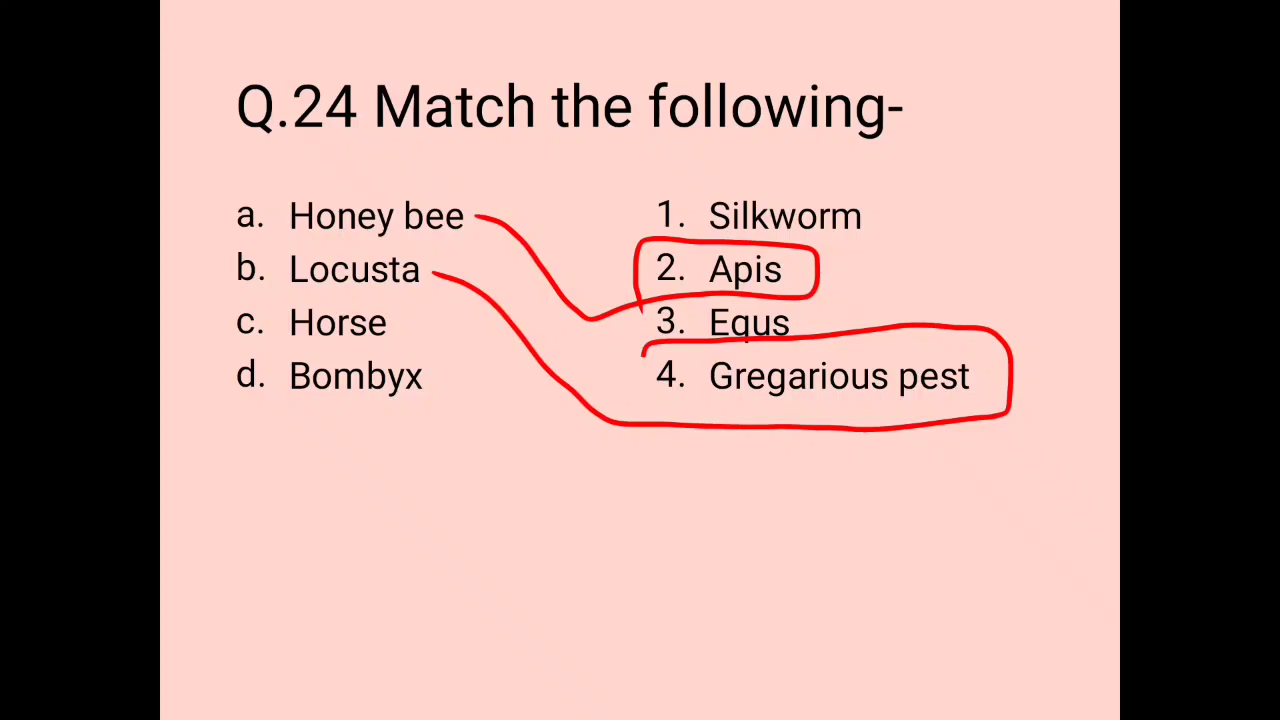 Q.24 Match the following-
a. Honey bee 1. Silkworm
b. Locusta 2. Apis
c. Horse 3. Equs
d. Bombyx 4. Gregarious pest